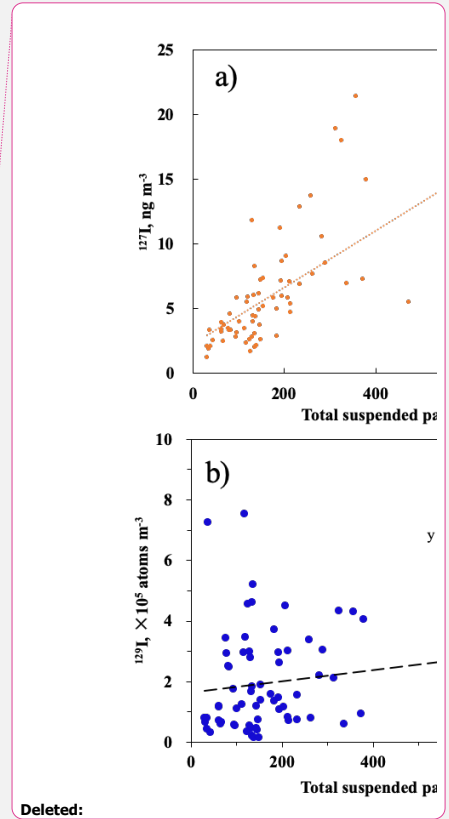 25
a)
20
15
10
5
0
¹²⁷I, ng m⁻³
0
200
400
Total suspended pa
10
b)
8
y
6
4
2
0
¹²⁹I, ×10⁵ atoms m⁻³
0
200
400
Total suspended pa
Deleted: